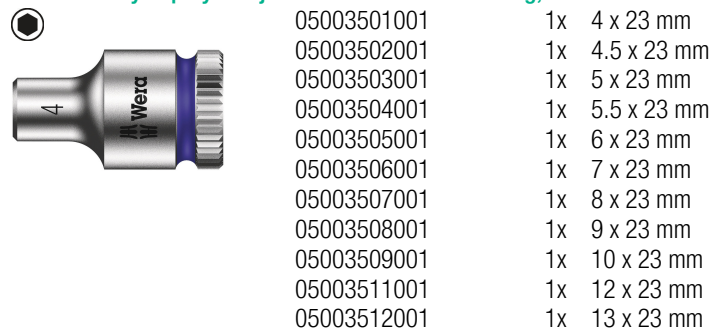 05003501001 1x 4 x 23 mm
05003502001 1x 4.5 x 23 mm
05003503001 1x 5 x 23 mm
05003504001 1x 5.5 x 23 mm
05003505001 1x 6 x 23 mm
05003506001 1x 7 x 23 mm
05003507001 1x 8 x 23 mm
05003508001 1x 9 x 23 mm
05003509001 1x 10 x 23 mm
05003511001 1x 12 x 23 mm
05003512001 1x 13 x 23 mm
4
Wera